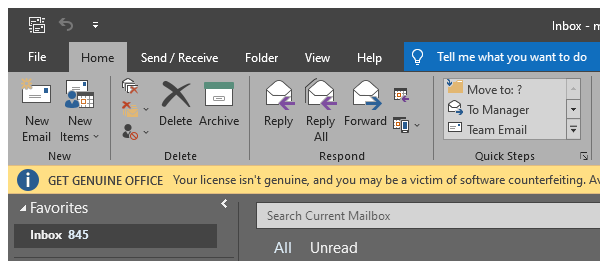 Inbox - m
File Home Send / Receive Folder View Help Tell me what you want to do
New Email New Items Delete Archive Reply Reply All Forward Move to: ? To Manager Team Email
New Delete Respond Quick Steps
GET GENUINE OFFICE Your license isn't genuine, and you may be a victim of software counterfeiting. Av
Favorites
Search Current Mailbox
Inbox 845
All Unread